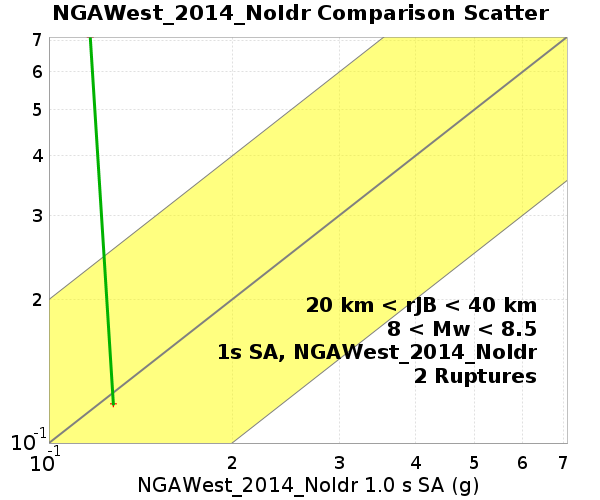 NGAWest_2014_NoIdr Comparison Scatter
7
6
5
4
3
2
10-1
20 km < rJB < 40 km
8 < Mw < 8.5
1s SA, NGAWest_2014_NoIdr
2 Ruptures
10-1 2 3 4 5 6 7
NGAWest_2014_NoIdr 1.0 s SA (g)